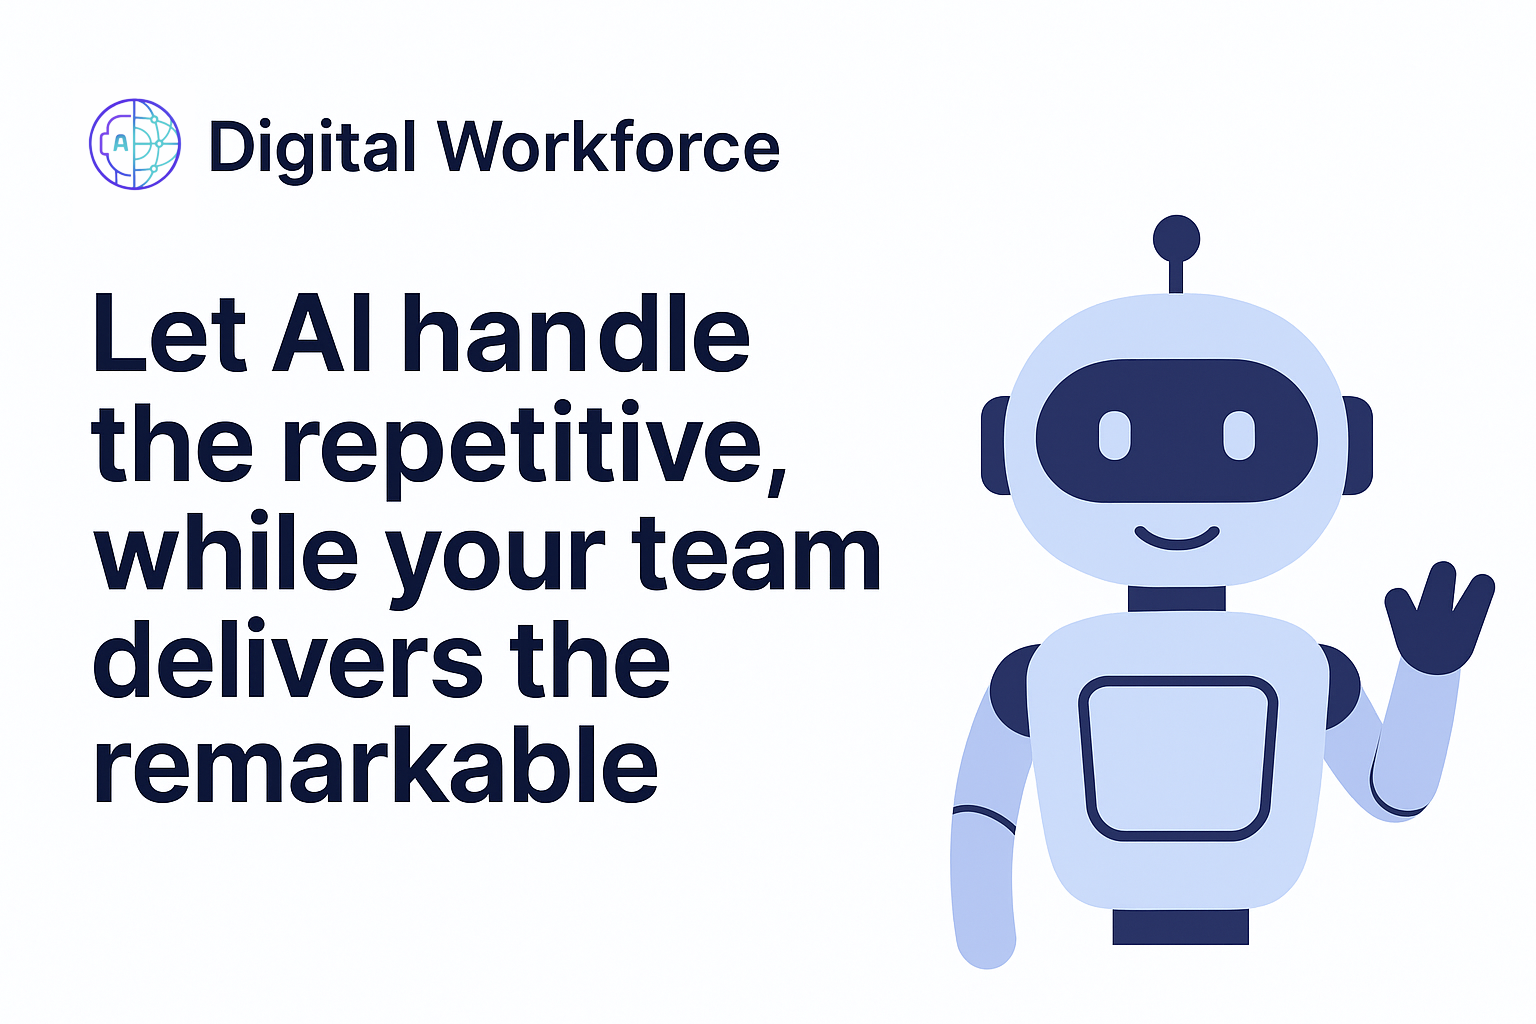 A
Digital Workforce
Let AI handle
the repetitive,
while your team
delivers the
remarkable